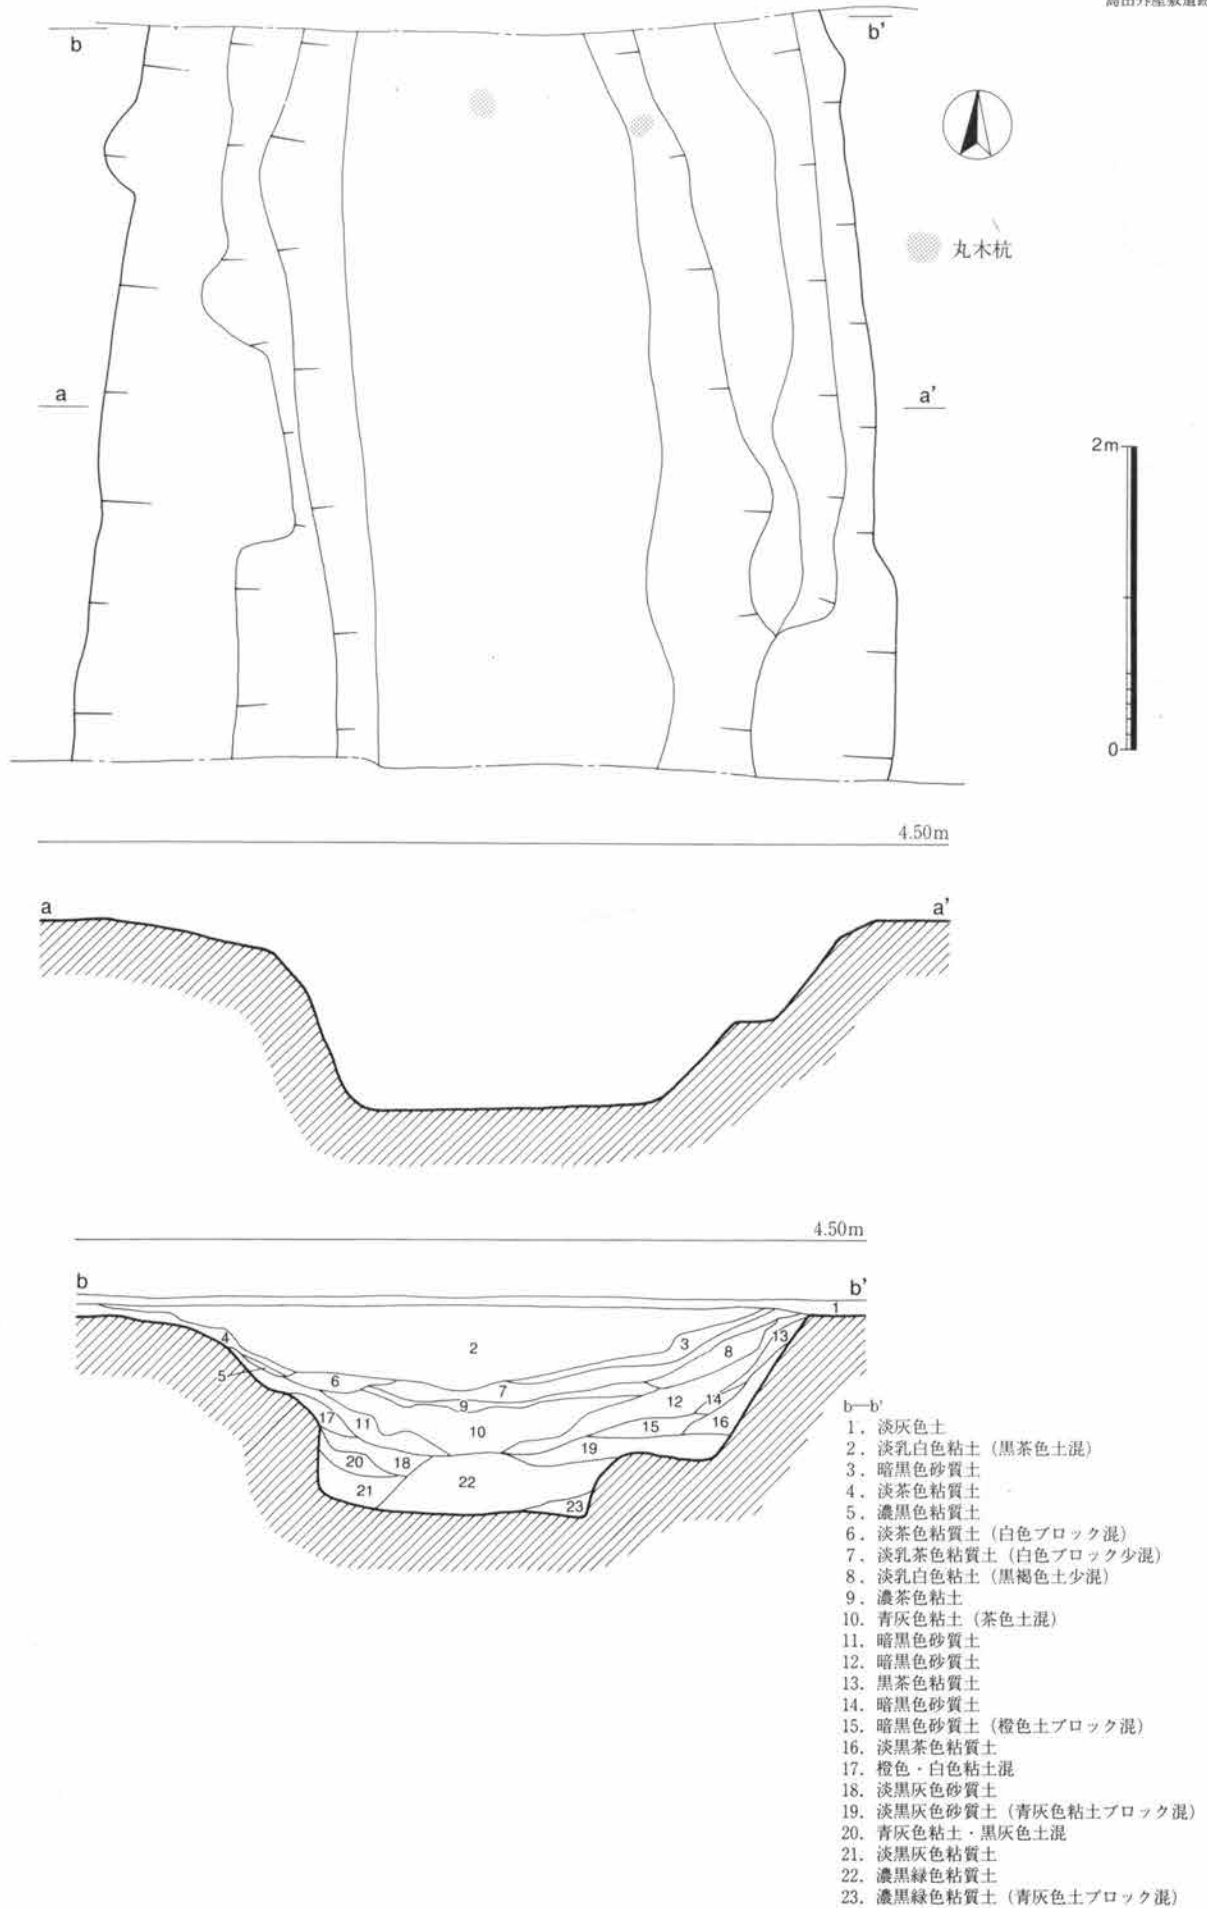 b
b'
丸木杭
a
a'
2m
0
4.50m
a
a'
4.50m
b
b'
1
2
3
4
5
6
7
8
9
10
11
12
13
14
15
16
17
18
19
20
21
22
23
b—b'
1. 淡灰色土
2. 淡乳白色粘土（黒茶色土混）
3. 暗黒色砂質土
4. 淡茶色粘質土
5. 濃黒色粘質土
6. 淡茶色粘質土（白色ブロック混）
7. 淡乳茶色粘質土（白色ブロック少混）
8. 淡乳白色粘土（黒褐色土少混）
9. 濃茶色粘土
10. 青灰色粘土（茶色土混）
11. 暗黒色砂質土
12. 暗黒色砂質土
13. 黒茶色粘質土
14. 暗黒色砂質土
15. 暗黒色砂質土（橙色土ブロック混）
16. 淡黒茶色粘質土
17. 橙色・白色粘土混
18. 淡黒灰色砂質土
19. 淡黒灰色砂質土（青灰色粘土ブロック混）
20. 青灰色粘土・黒灰色土混
21. 淡黒灰色粘質土
22. 濃黒緑色粘質土
23. 濃黒緑色粘質土（青灰色土ブロック混）